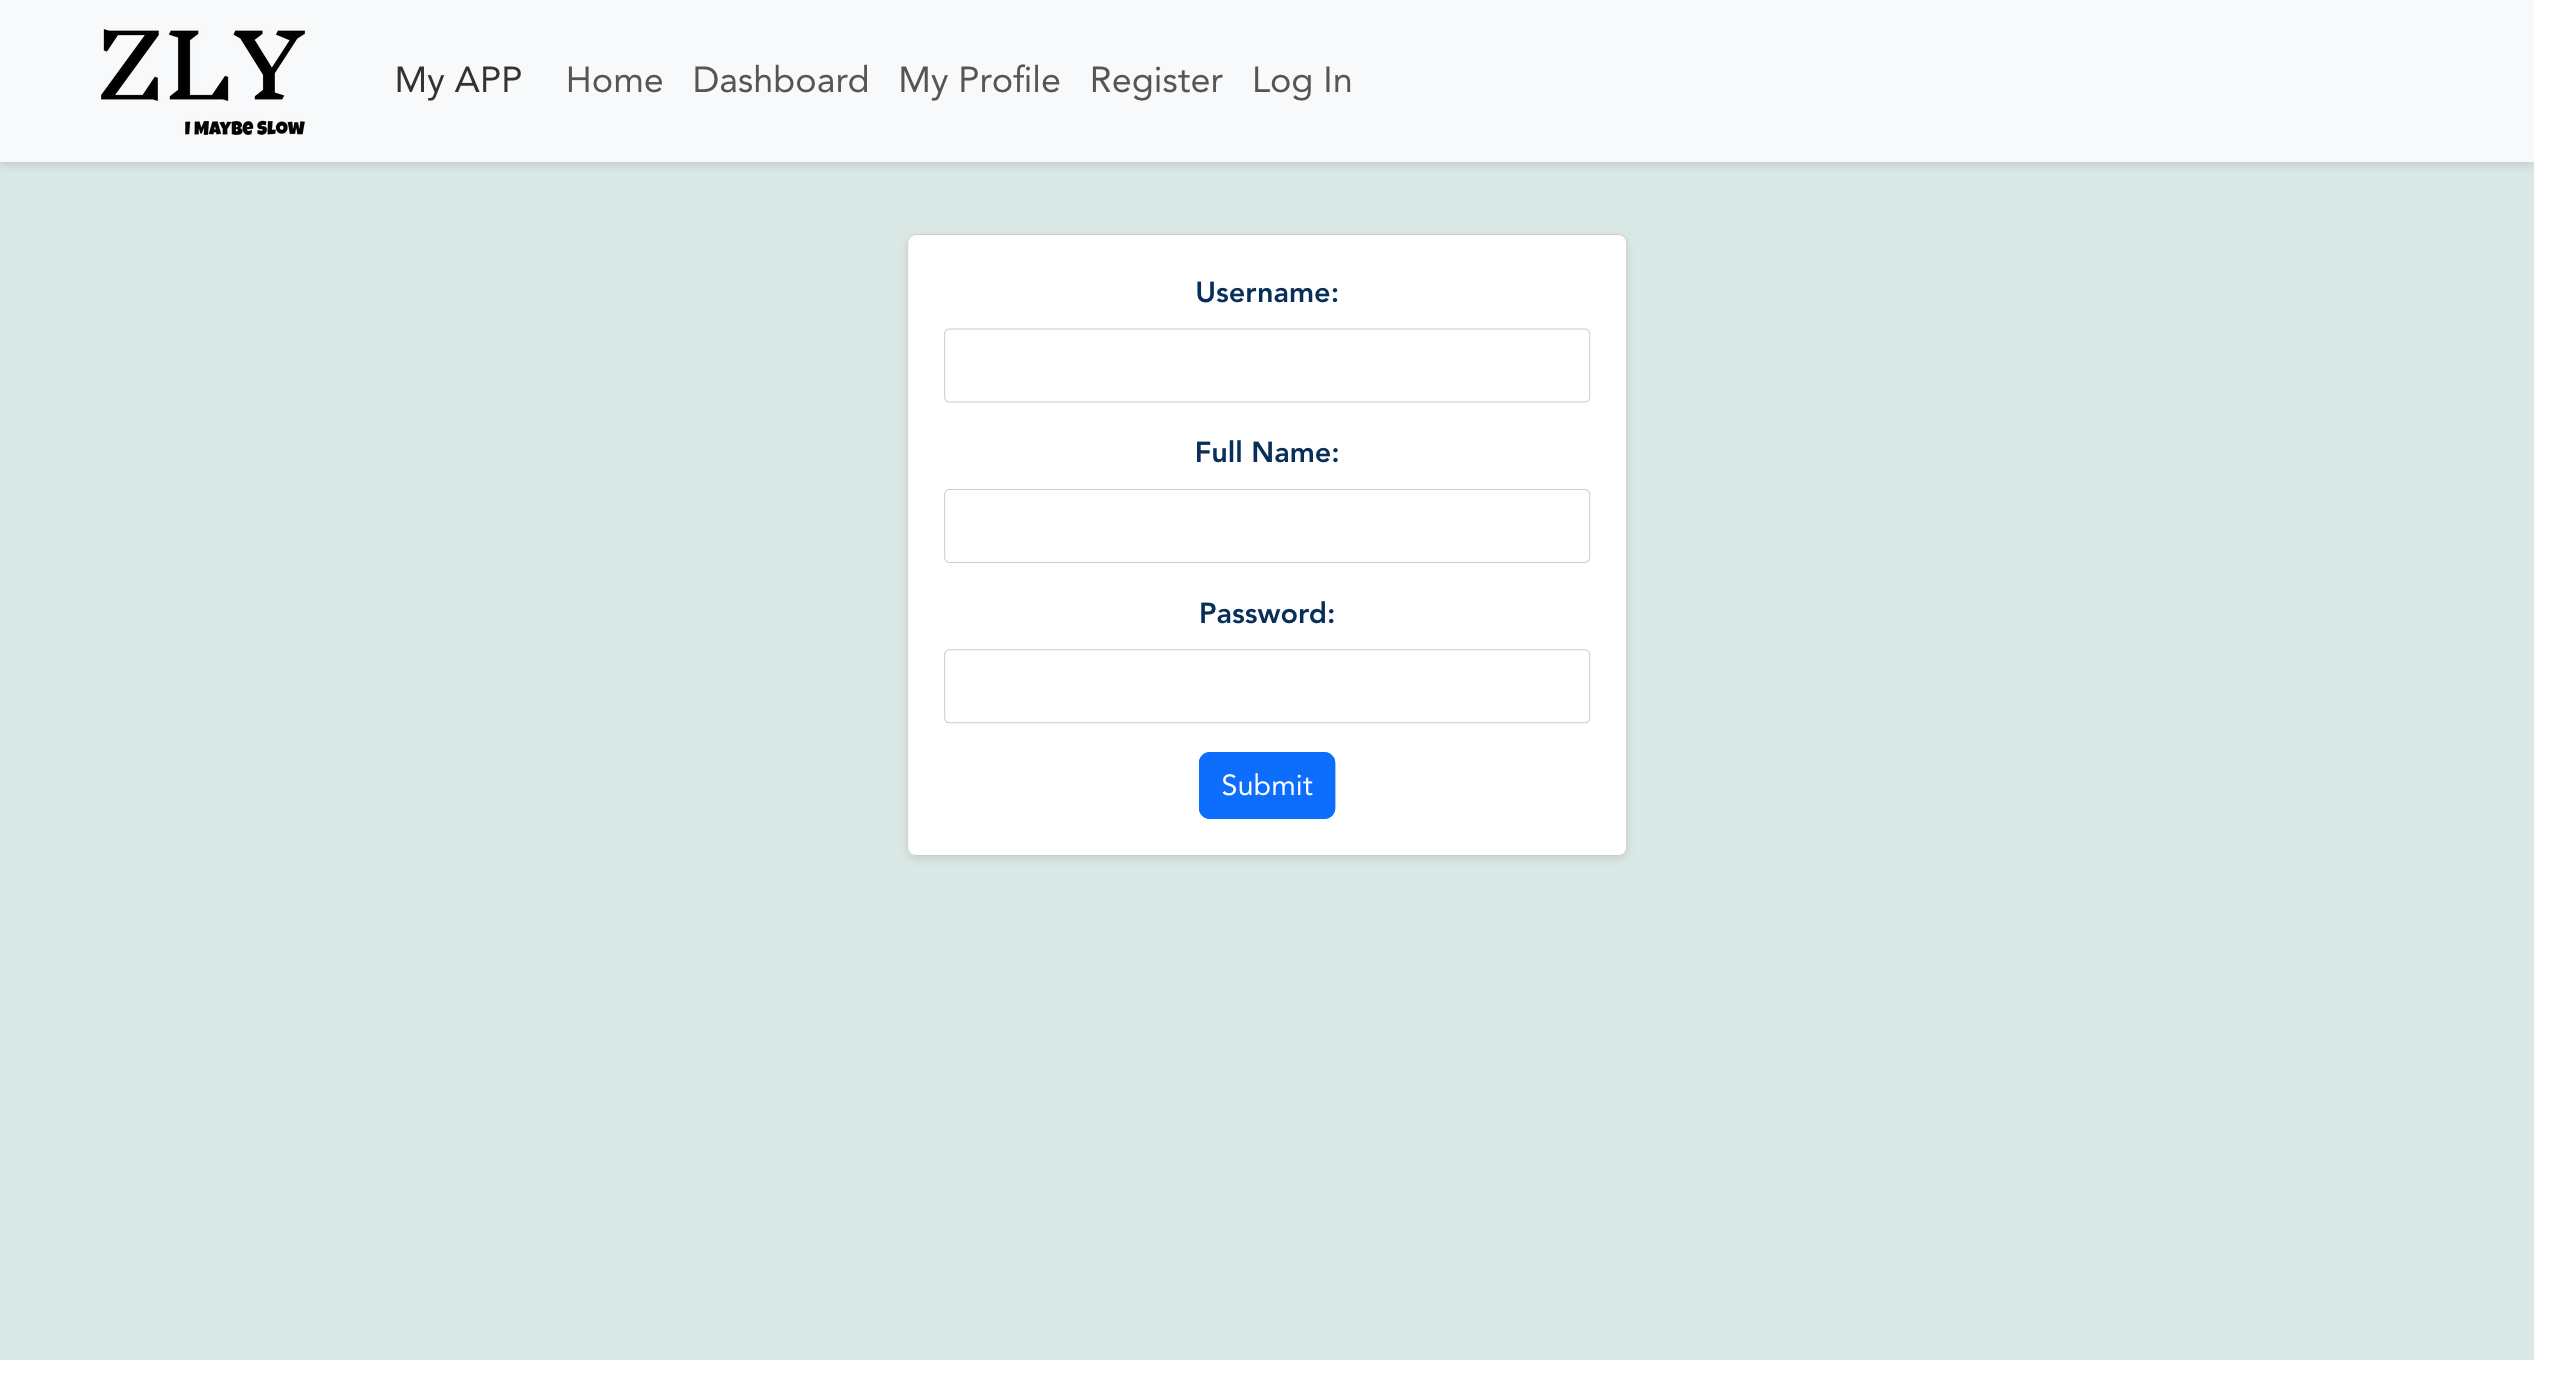 ZLY
I MAYBe SLOW
My APP Home Dashboard My Profile Register Log In
Username:
Full Name:
Password:
Submit